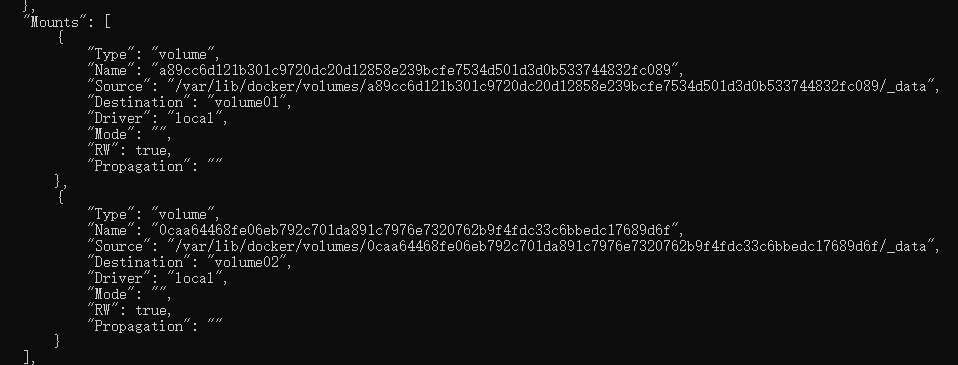 },
"Mounts": [
{
"Type": "volume",
"Name": "a89cc6d121b301c9720dc20d12858e239bcfe7534d501d3d0b533744832fc089",
"Source": "/var/lib/docker/volumes/a89cc6d121b301c9720dc20d12858e239bcfe7534d501d3d0b533744832fc089/_data",
"Destination": "volume01",
"Driver": "local",
"Mode": "",
"RW": true,
"Propagation": ""
},
{
"Type": "volume",
"Name": "0caa64468fe06eb792c701da891c7976e7320762b9f4fdc33c6bbedc17689d6f",
"Source": "/var/lib/docker/volumes/0caa64468fe06eb792c701da891c7976e7320762b9f4fdc33c6bbedc17689d6f/_data",
"Destination": "volume02",
"Driver": "local",
"Mode": "",
"RW": true,
"Propagation": ""
}
],